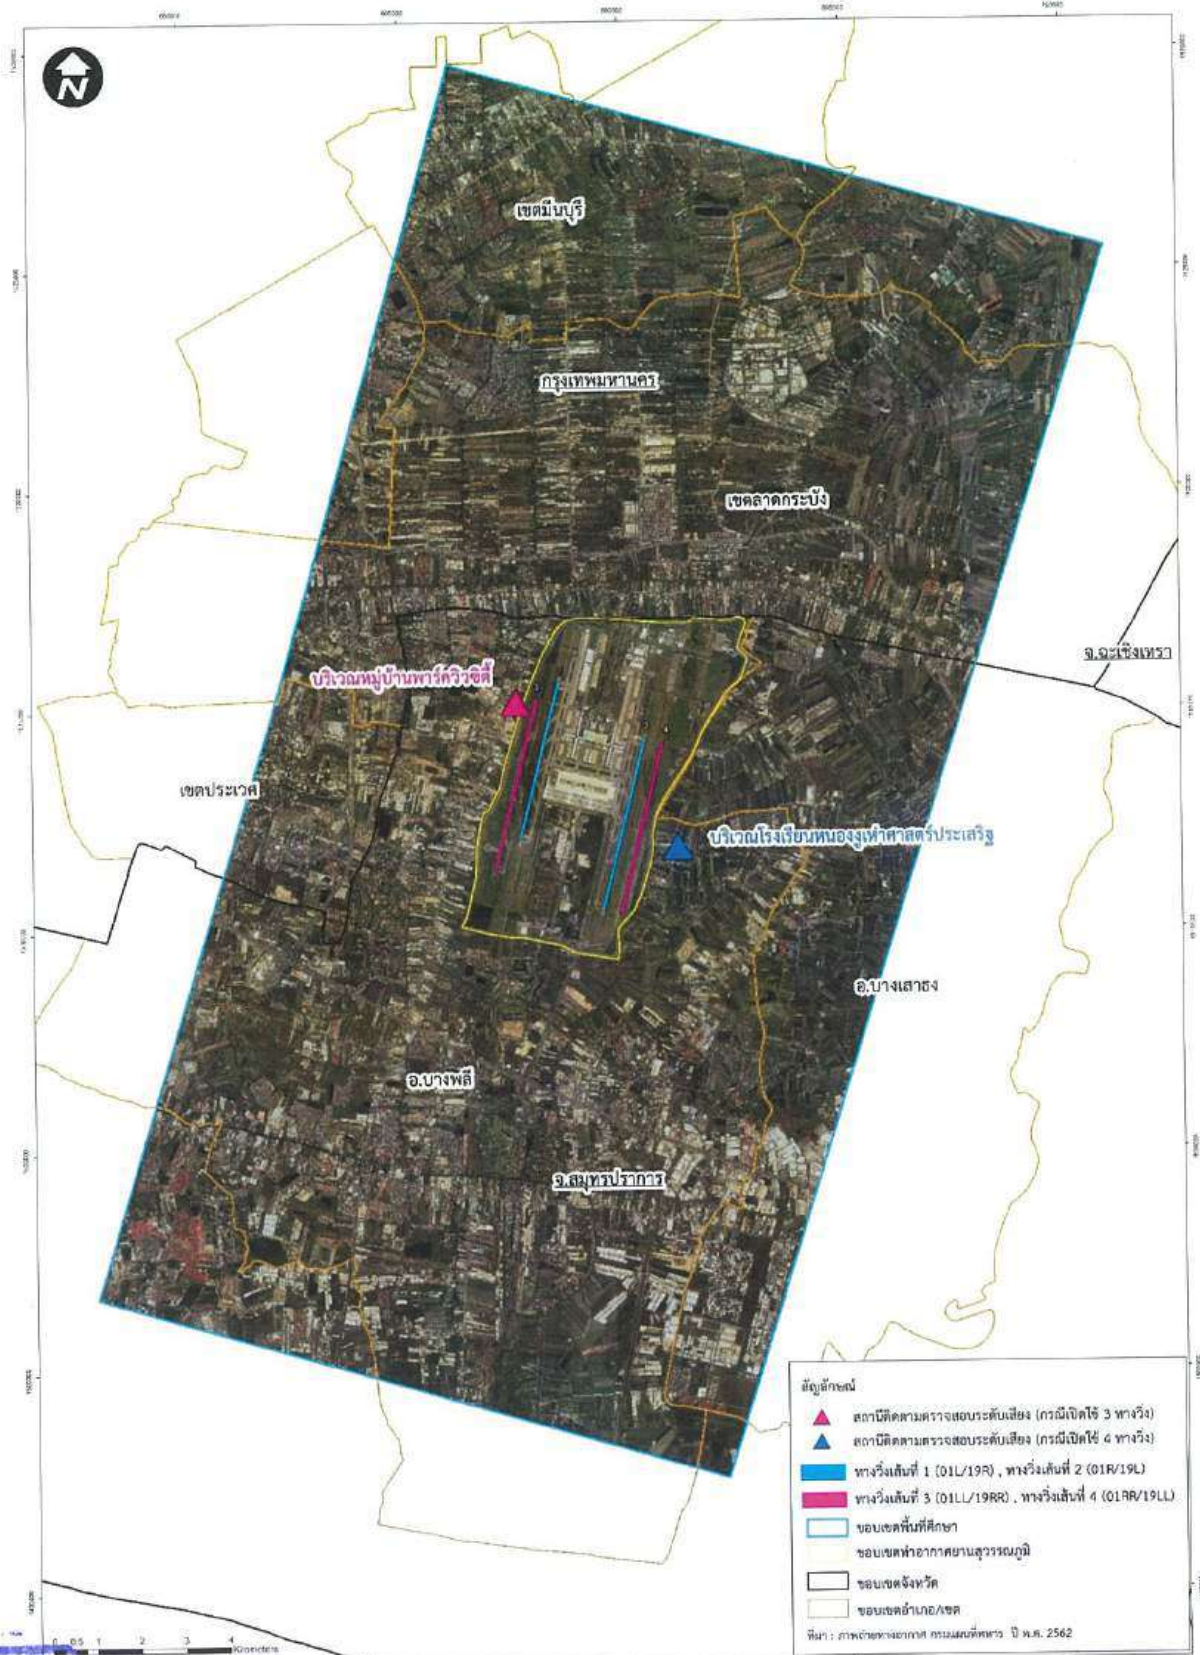 N
เขตมีนบุรี
กรุงเทพมหานคร
เขตลาดกระบัง
จ.ฉะเชิงเทรา
บริเวณหมู่บ้านพาร์ควิวซิตี้
เขตประเวศ
บริเวณโรงเรียนหนองงูเห่าศาสตร์ประเสริฐ
อ.บางเสาธง
อ.บางพลี
จ.สมุทรปราการ
สัญลักษณ์
สถานีติดตามตรวจสอบระดับเสียง (กรณีเปิดใช้ 3 ทางวิ่ง)
สถานีติดตามตรวจสอบระดับเสียง (กรณีเปิดใช้ 4 ทางวิ่ง)
ทางวิ่งเส้นที่ 1 (01L/19R) , ทางวิ่งเส้นที่ 2 (01R/19L)
ทางวิ่งเส้นที่ 3 (01LL/19RR) , ทางวิ่งเส้นที่ 4 (01RR/19LL)
ขอบเขตพื้นที่ศึกษา
ขอบเขตท่าอากาศยานสุวรรณภูมิ
ขอบเขตจังหวัด
ขอบเขตอำเภอ/เขต
ที่มา : ภาพถ่ายทางอากาศ กรมแผนที่ทหาร ปี พ.ศ. 2562
0 0.5 1 2 3 4
Kilometers